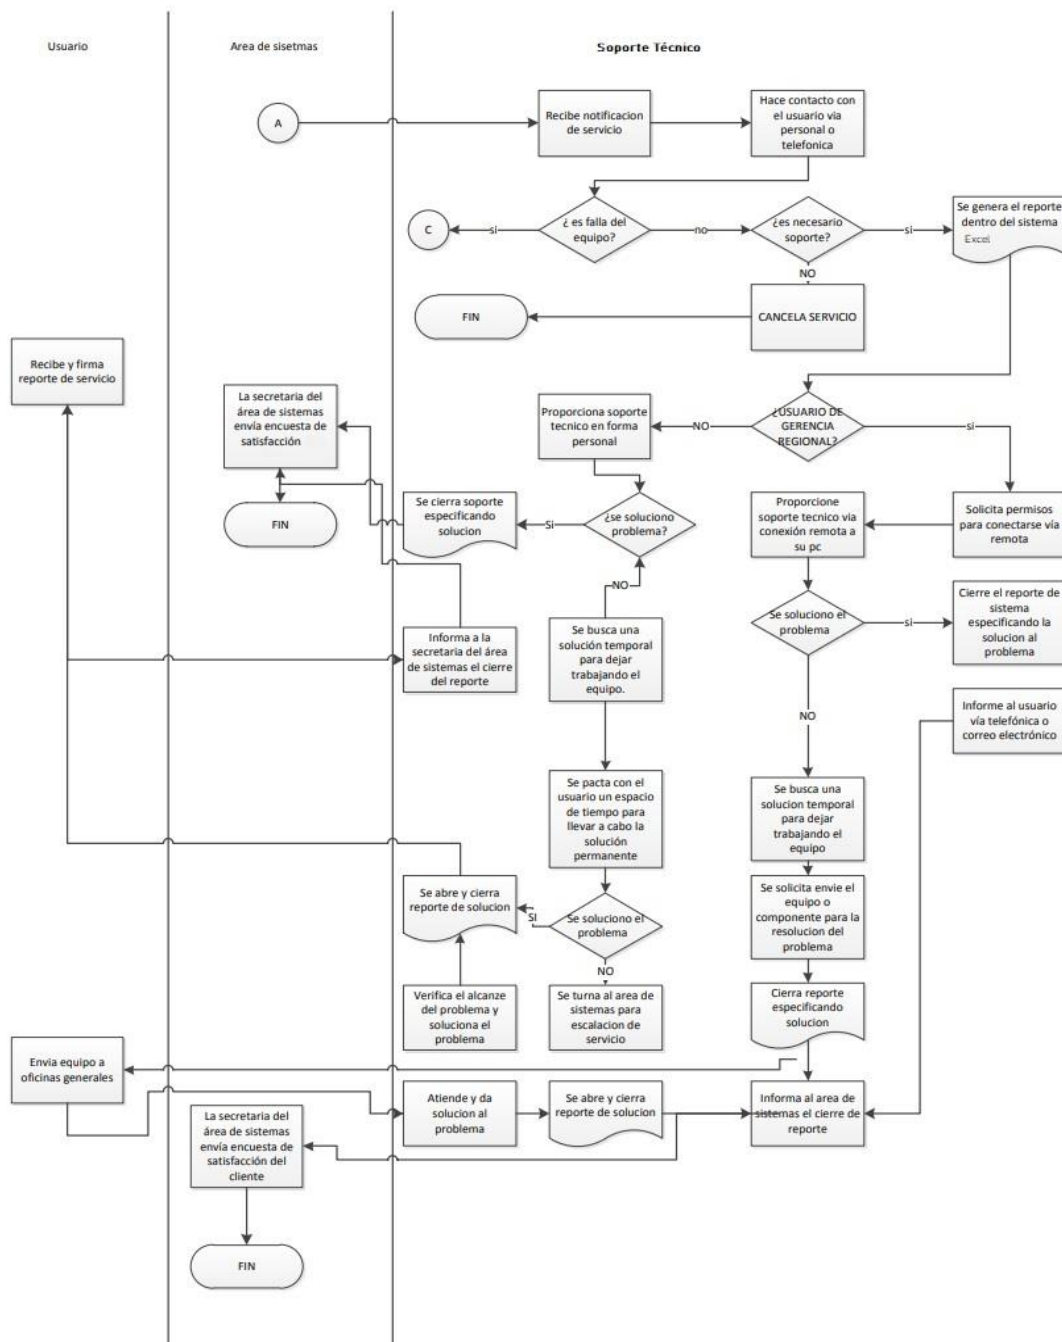 Usuario
Area de sisetmas
Soporte Técnico
A
Recibe notificacion
de servicio
Hace contacto con
el usuario via
personal o
telefonica
C
si
¿ es falla del
equipo?
no
¿es necesario
soporte?
si
Se genera el reporte
dentro del sistema
Excel
NO
FIN
CANCELA SERVICIO
Recibe y firma
reporte de servicio
La secretaria del
área de sistemas
envía encuesta de
satisfacción
Proporciona soporte
tecnico en forma
personal
NO
¿USUARIO DE
GERENCIA
REGIONAL?
si
FIN
Se cierra soporte
especificando
solucion
Si
¿se soluciono
problema?
Proporcione
soporte tecnico via
conexión remota a
su pc
Solicita permisos
para conectarse vía
remota
NO
Informa a la
secretaria del área
de sistemas el cierre
del reporte
Se busca una
solución temporal
para dejar
trabajando el
equipo.
Se soluciono el
problema
si
Cierre el reporte de
sistema
especificando la
solucion al
problema
NO
Informe al usuario
vía telefónica o
correo electrónico
Se pacta con el
usuario un espacio
de tiempo para
llevar a cabo la
solución
permanente
Se busca una
solucion temporal
para dejar
trabajando el
equipo
Se abre y cierra
reporte de solucion
SI
Se soluciono el
problema
Se solicita envie el
equipo o
componente para la
resolucion del
problema
NO
Verifica el alcanze
del problema y
soluciona el
problema
Se turna al area de
sistemas para
escalacion de
servicio
Cierra reporte
especificando
solucion
Envia equipo a
oficinas generales
La secretaria del
área de sistemas
envía encuesta de
satisfacción del
cliente
Atiende y da
solucion al
problema
Se abre y cierra
reporte de solucion
Informa al area de
sistemas el cierre de
reporte
FIN